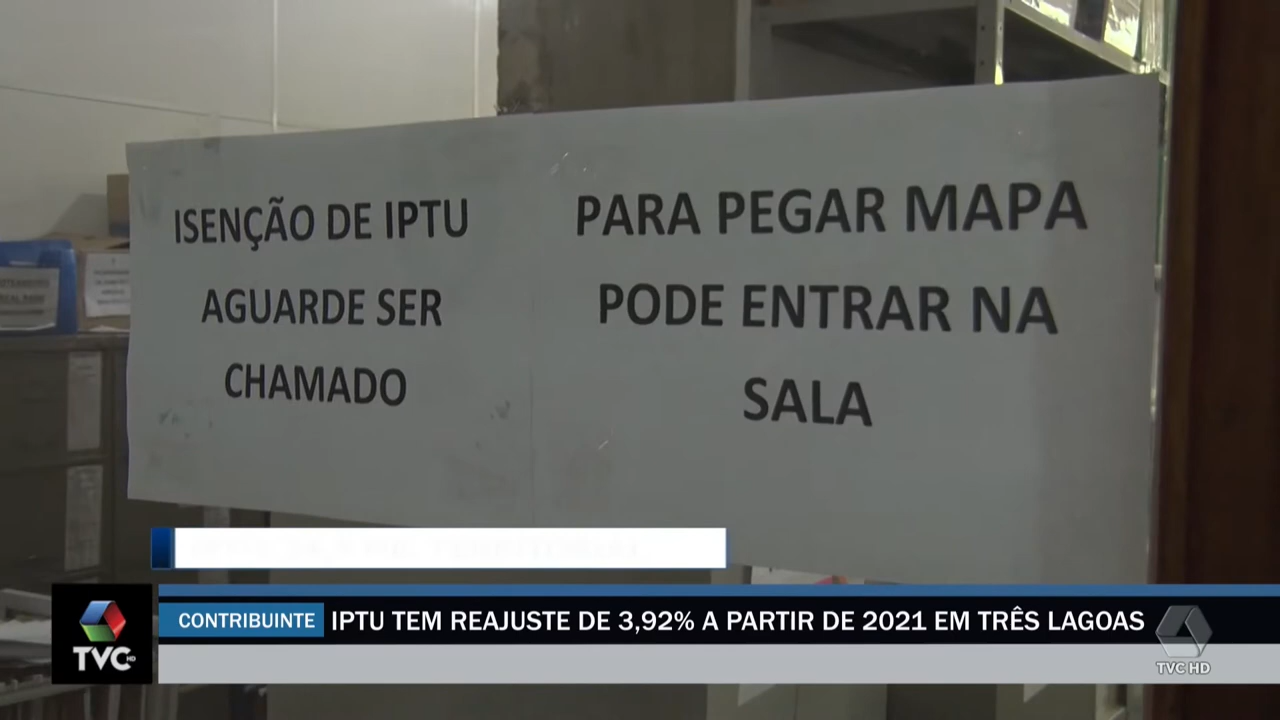 ISENÇÃO DE IPTU
AGUARDE SER
CHAMADO
PARA PEGAR MAPA
PODE ENTRAR NA
SALA
CONTRIBUINTE
IPTU TEM REAJUSTE DE 3,92% A PARTIR DE 2021 EM TRÊS LAGOAS
TVC HD
TVC HD